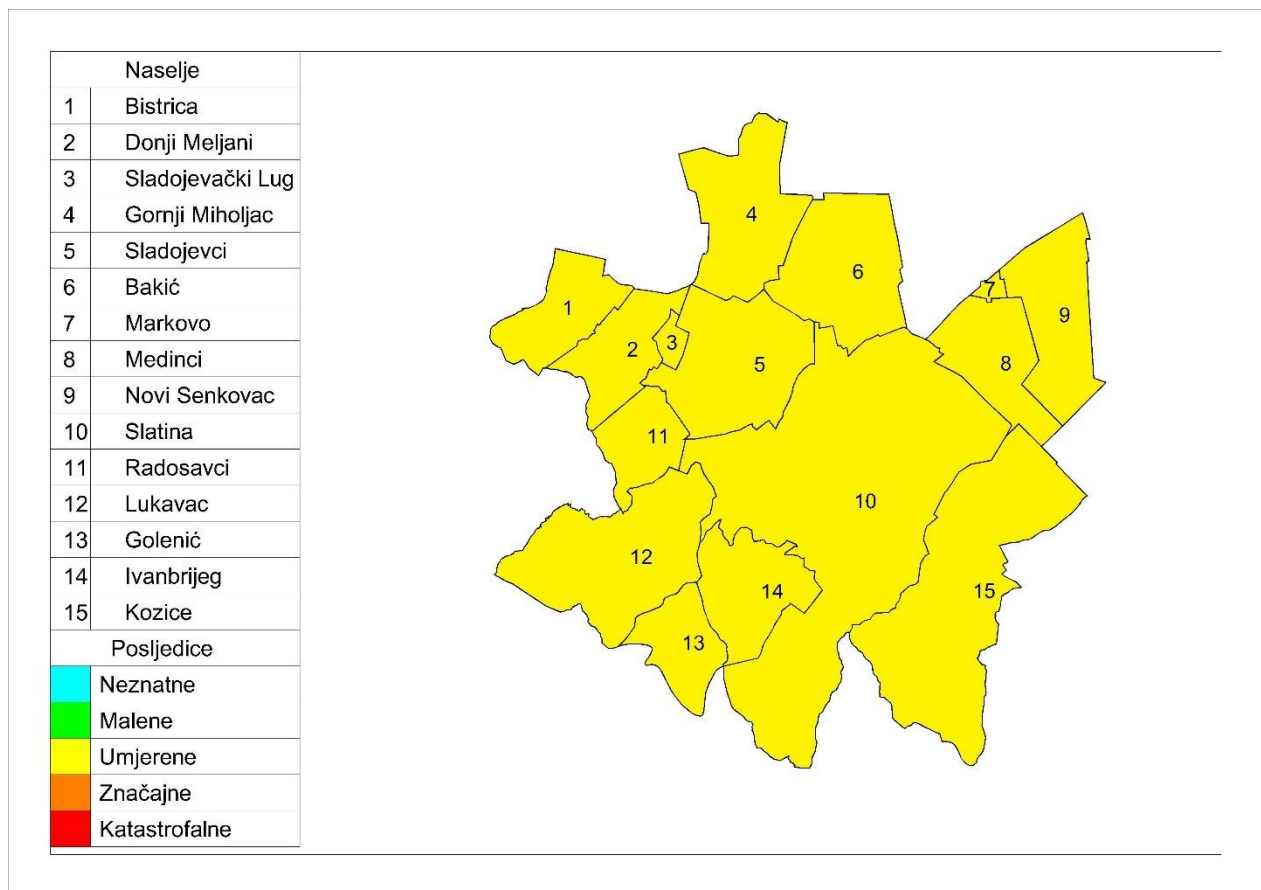 Naselje
1 Bistrica
2 Donji Meljani
3 Sladojevački Lug
4 Gornji Miholjac
5 Sladojevci
6 Bakić
7 Markovo
8 Medinci
9 Novi Senkovac
10 Slatina
11 Radosavci
12 Lukavac
13 Golenić
14 Ivanbrijeg
15 Kozice
Posljedice
Neznatne
Malene
Umjerene
Značajne
Katastrofalne
4
6
7
1
9
2
3
5
8
11
10
12
14
15
13